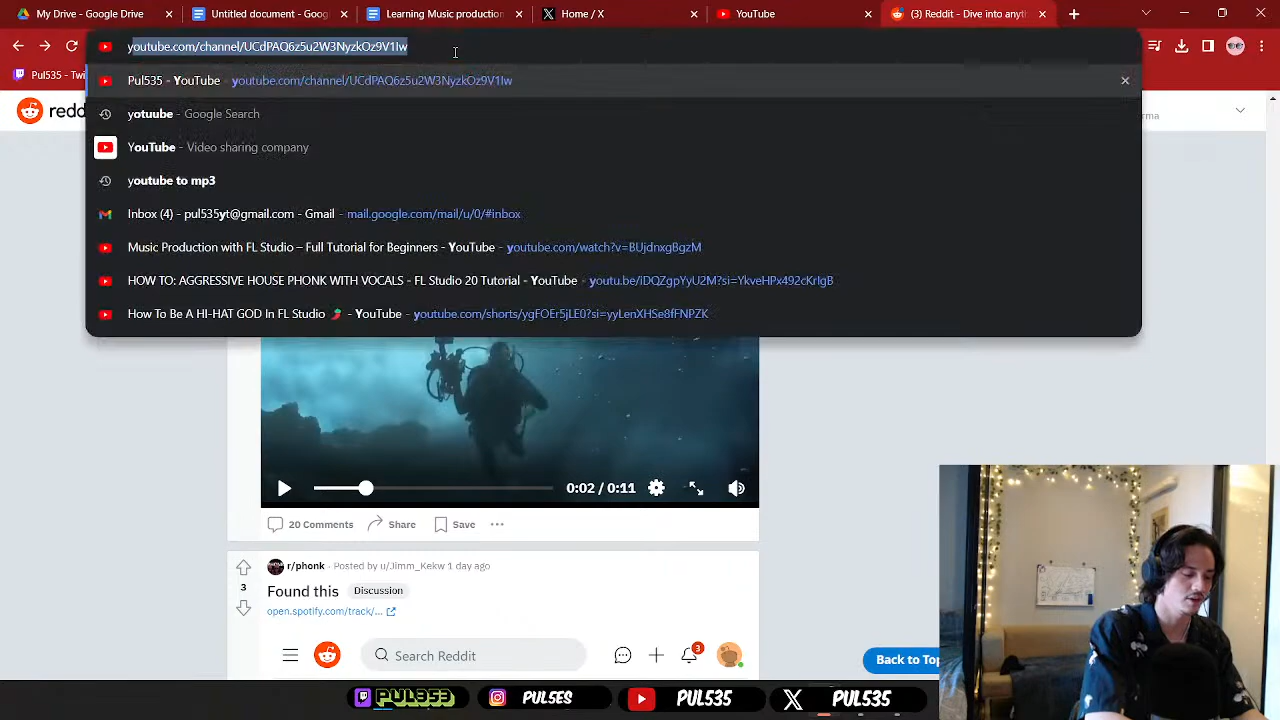 My Drive - Google Drive
Untitled document - Goog
Learning Music production
Home / X
YouTube
(3) Reddit - Dive into anyth
youtube.com/channel/UCdPAQ6z5u2W3NyzkOz9V1Iw
Pul535 - Twi
Pul535 - YouTube - youtube.com/channel/UCdPAQ6z5u2W3NyzkOz9V1Iw
yotuube - Google Search
YouTube - Video sharing company
youtube to mp3
Inbox (4) - pul535yt@gmail.com - Gmail - mail.google.com/mail/u/0/#inbox
Music Production with FL Studio – Full Tutorial for Beginners - YouTube - youtube.com/watch?v=BUjdnxgBgzM
HOW TO: AGGRESSIVE HOUSE PHONK WITH VOCALS - FL Studio 20 Tutorial - YouTube - youtu.be/iDQZgpYyU2M?si=YkveHPx492cKrIgB
How To Be A HI-HAT GOD In FL Studio 🌶️ - YouTube - youtube.com/shorts/ygFOEr5jLE0?si=yyLenXHSe8fFNPZK
redd
rma
0:02 / 0:11
20 Comments
Share
Save
r/phonk · Posted by u/Jimm_Kekw 1 day ago
3
Found this
Discussion
open.spotify.com/track/...
Search Reddit
3
Back to Top
PUL353
PUL5ES
PUL535
PUL535